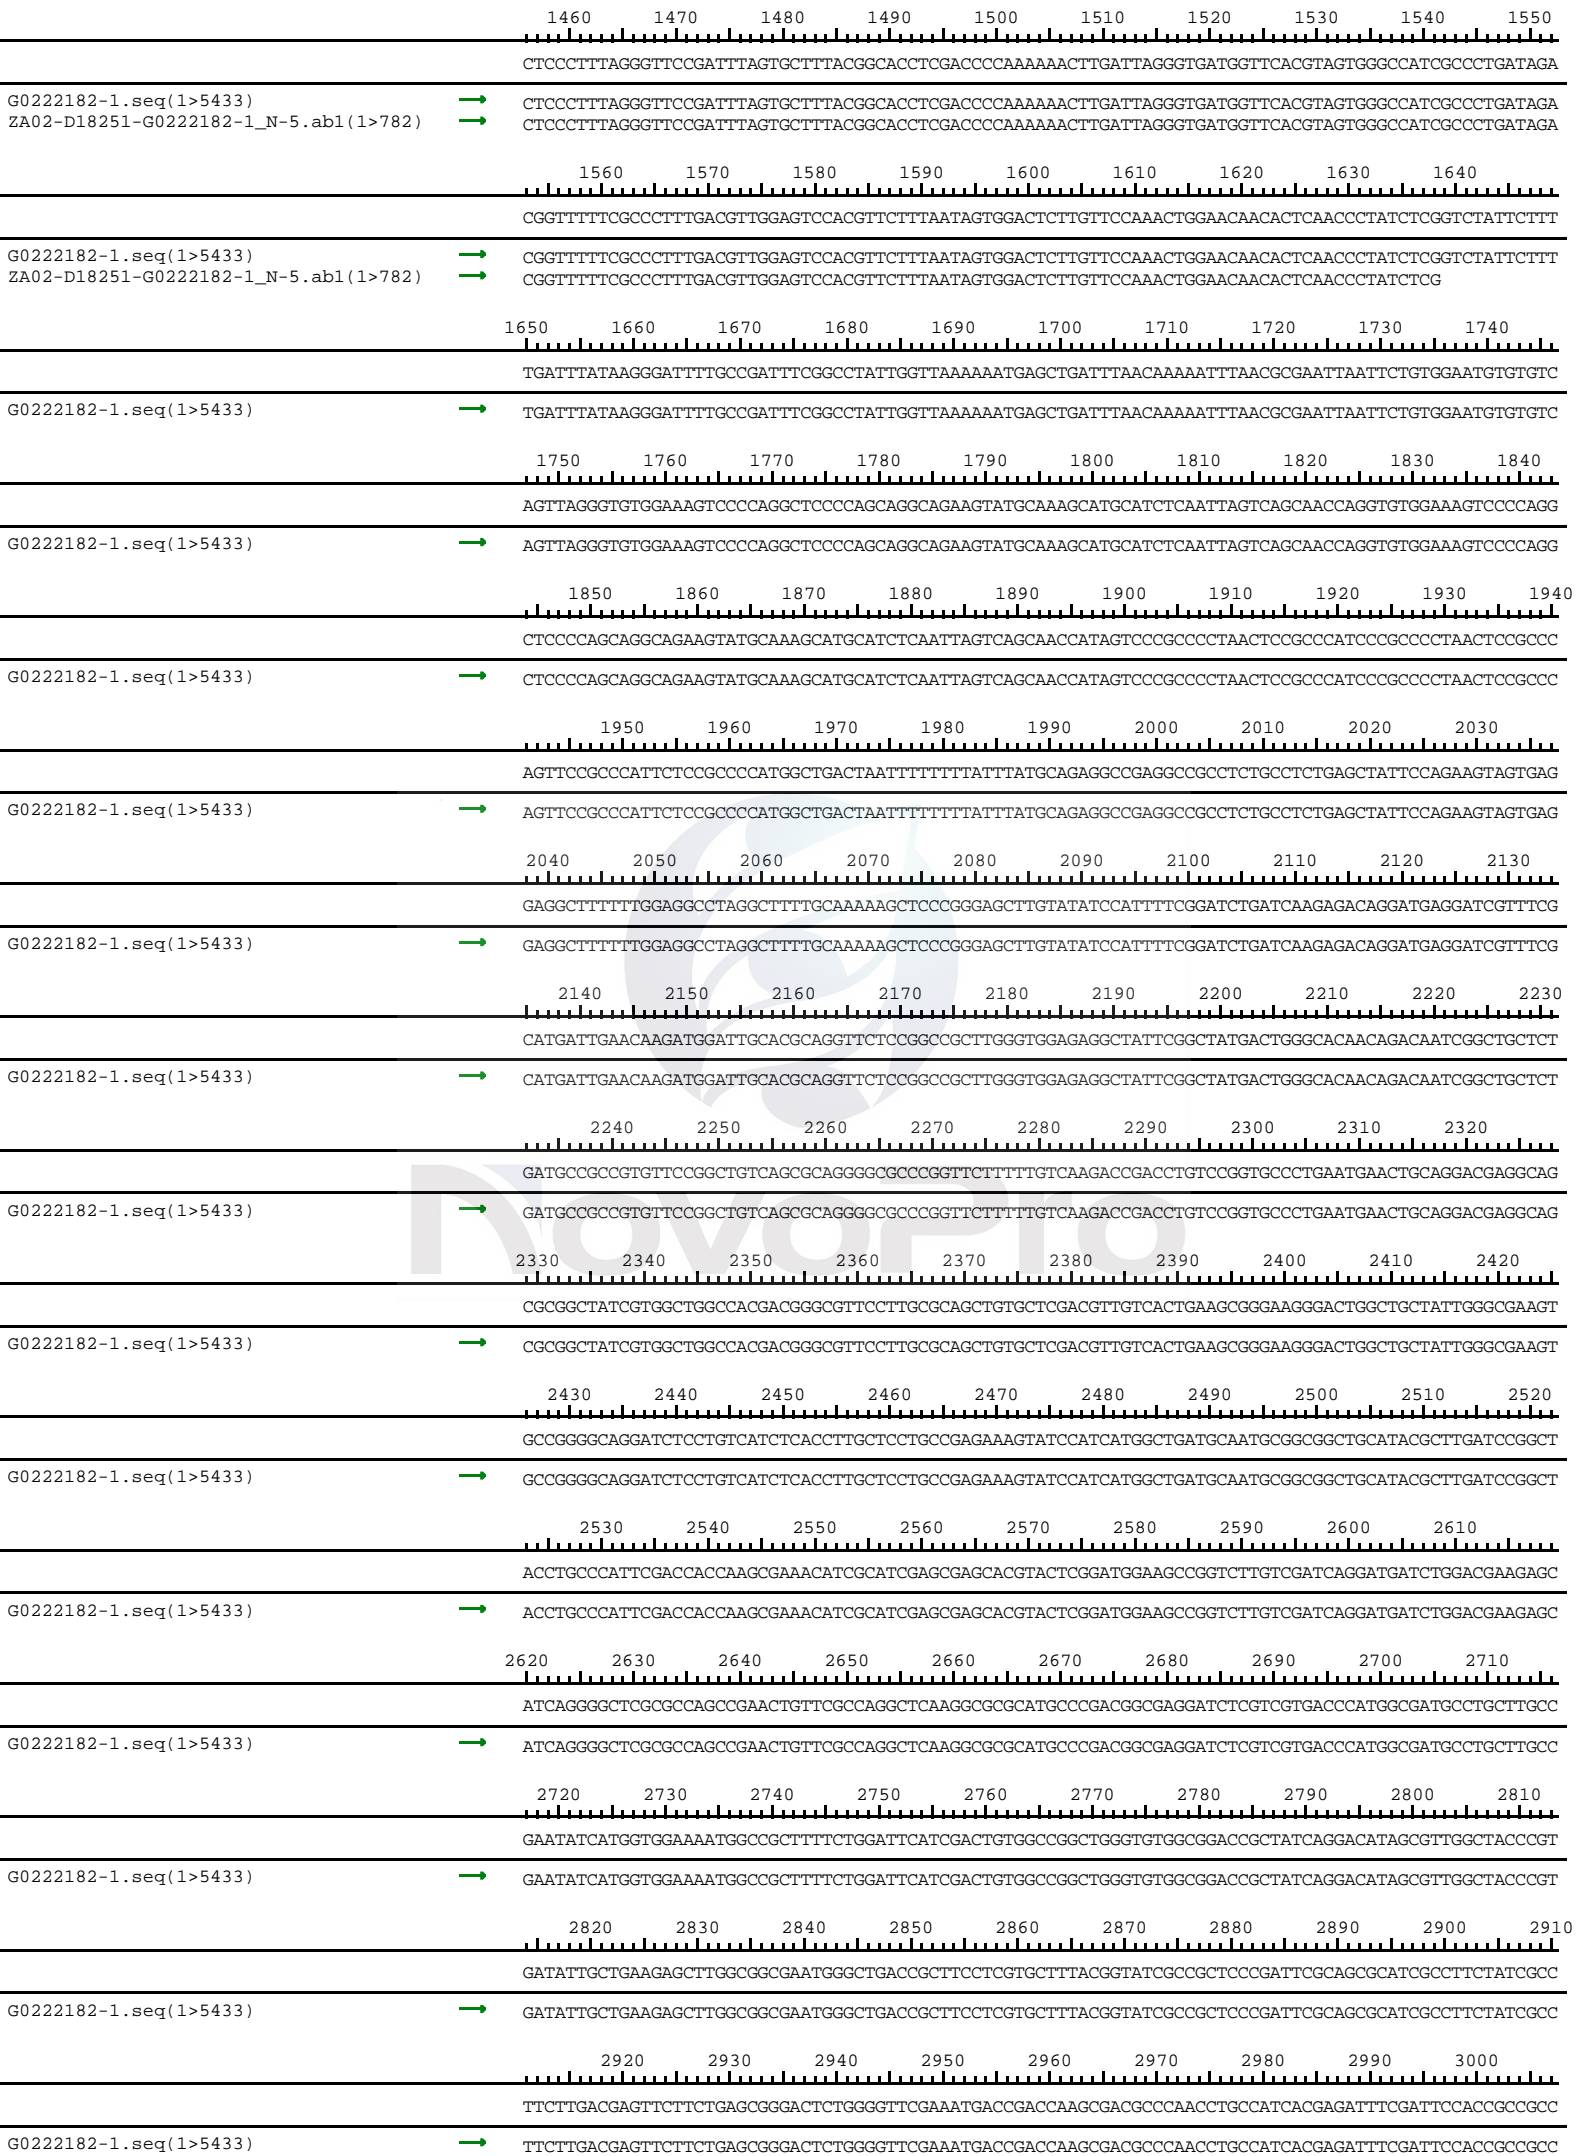 1460 1470 1480 1490 1500 1510 1520 1530 1540 1550
CTCCCTTTAGGGTTCCGATTTAGTGCTTTACGGCACCTCGACCCCAAAAAACTTGATTAGGGTGATGGTTCACGTAGTGGGCCATCGCCCTGATAGA
G0222182-1.seq(1>5433) CTCCCTTTAGGGTTCCGATTTAGTGCTTTACGGCACCTCGACCCCAAAAAACTTGATTAGGGTGATGGTTCACGTAGTGGGCCATCGCCCTGATAGA
ZA02-D18251-G0222182-1_N-5.ab1(1>782) CTCCCTTTAGGGTTCCGATTTAGTGCTTTACGGCACCTCGACCCCAAAAAACTTGATTAGGGTGATGGTTCACGTAGTGGGCCATCGCCCTGATAGA
1560 1570 1580 1590 1600 1610 1620 1630 1640
CGGTTTTTCGCCCTTTGACGTTGGAGTCCACGTTCTTTAATAGTGGACTCTTGTTCCAAACTGGAACAACACTCAACCCTATCTCGGTCTATTCTTT
G0222182-1.seq(1>5433) CGGTTTTTCGCCCTTTGACGTTGGAGTCCACGTTCTTTAATAGTGGACTCTTGTTCCAAACTGGAACAACACTCAACCCTATCTCGGTCTATTCTTT
ZA02-D18251-G0222182-1_N-5.ab1(1>782) CGGTTTTTCGCCCTTTGACGTTGGAGTCCACGTTCTTTAATAGTGGACTCTTGTTCCAAACTGGAACAACACTCAACCCTATCTCG
1650 1660 1670 1680 1690 1700 1710 1720 1730 1740
TGATTTATAAGGGATTTTGCCGATTTCGGCCTATTGGTTAAAAAATGAGCTGATTTAACAAAAATTTAACGCGAATTAATTCTGTGGAATGTGTGTC
G0222182-1.seq(1>5433) TGATTTATAAGGGATTTTGCCGATTTCGGCCTATTGGTTAAAAAATGAGCTGATTTAACAAAAATTTAACGCGAATTAATTCTGTGGAATGTGTGTC
1750 1760 1770 1780 1790 1800 1810 1820 1830 1840
AGTTAGGGTGTGGAAAGTCCCCAGGCTCCCCAGCAGGCAGAAGTATGCAAAGCATGCATCTCAATTAGTCAGCAACCAGGTGTGGAAAGTCCCCAGG
G0222182-1.seq(1>5433) AGTTAGGGTGTGGAAAGTCCCCAGGCTCCCCAGCAGGCAGAAGTATGCAAAGCATGCATCTCAATTAGTCAGCAACCAGGTGTGGAAAGTCCCCAGG
1850 1860 1870 1880 1890 1900 1910 1920 1930 1940
CTCCCCAGCAGGCAGAAGTATGCAAAGCATGCATCTCAATTAGTCAGCAACCATAGTCCCGCCCCTAACTCCGCCCATCCCGCCCCTAACTCCGCCC
G0222182-1.seq(1>5433) CTCCCCAGCAGGCAGAAGTATGCAAAGCATGCATCTCAATTAGTCAGCAACCATAGTCCCGCCCCTAACTCCGCCCATCCCGCCCCTAACTCCGCCC
1950 1960 1970 1980 1990 2000 2010 2020 2030
AGTTCCGCCCATTCTCCGCCCCATGGCTGACTAATTTTTTTTATTTATGCAGAGGCCGAGGCCGCCTCTGCCTCTGAGCTATTCCAGAAGTAGTGAG
G0222182-1.seq(1>5433) AGTTCCGCCCATTCTCCGCCCCATGGCTGACTAATTTTTTTTATTTATGCAGAGGCCGAGGCCGCCTCTGCCTCTGAGCTATTCCAGAAGTAGTGAG
2040 2050 2060 2070 2080 2090 2100 2110 2120 2130
GAGGCTTTTTTGGAGGCCTAGGCTTTTGCAAAAAGCTCCCGGGAGCTTGTATATCCATTTTCGGATCTGATCAAGAGACAGGATGAGGATCGTTTCG
G0222182-1.seq(1>5433) GAGGCTTTTTTGGAGGCCTAGGCTTTTGCAAAAAGCTCCCGGGAGCTTGTATATCCATTTTCGGATCTGATCAAGAGACAGGATGAGGATCGTTTCG
2140 2150 2160 2170 2180 2190 2200 2210 2220 2230
CATGATTGAACAAGATGGATTGCACGCAGGTTCTCCGGCCGCTTGGGTGGAGAGGCTATTCGGCTATGACTGGGCACAACAGACAATCGGCTGCTCT
G0222182-1.seq(1>5433) CATGATTGAACAAGATGGATTGCACGCAGGTTCTCCGGCCGCTTGGGTGGAGAGGCTATTCGGCTATGACTGGGCACAACAGACAATCGGCTGCTCT
2240 2250 2260 2270 2280 2290 2300 2310 2320
GATGCCGCCGTGTTCCGGCTGTCAGCGCAGGGGCGCCCGGTTCTTTTTGTCAAGACCGACCTGTCCGGTGCCCTGAATGAACTGCAGGACGAGGCAG
G0222182-1.seq(1>5433) GATGCCGCCGTGTTCCGGCTGTCAGCGCAGGGGCGCCCGGTTCTTTTTGTCAAGACCGACCTGTCCGGTGCCCTGAATGAACTGCAGGACGAGGCAG
NovoPro
2330 2340 2350 2360 2370 2380 2390 2400 2410 2420
CGCGGCTATCGTGGCTGGCCACGACGGGCGTTCCTTGCGCAGCTGTGCTCGACGTTGTCACTGAAGCGGGAAGGGACTGGCTGCTATTGGGCGAAGT
G0222182-1.seq(1>5433) CGCGGCTATCGTGGCTGGCCACGACGGGCGTTCCTTGCGCAGCTGTGCTCGACGTTGTCACTGAAGCGGGAAGGGACTGGCTGCTATTGGGCGAAGT
2430 2440 2450 2460 2470 2480 2490 2500 2510 2520
GCCGGGGCAGGATCTCCTGTCATCTCACCTTGCTCCTGCCGAGAAAGTATCCATCATGGCTGATGCAATGCGGCGGCTGCATACGCTTGATCCGGCT
G0222182-1.seq(1>5433) GCCGGGGCAGGATCTCCTGTCATCTCACCTTGCTCCTGCCGAGAAAGTATCCATCATGGCTGATGCAATGCGGCGGCTGCATACGCTTGATCCGGCT
2530 2540 2550 2560 2570 2580 2590 2600 2610
ACCTGCCCATTCGACCACCAAGCGAAACATCGCATCGAGCGAGCACGTACTCGGATGGAAGCCGGTCTTGTCGATCAGGATGATCTGGACGAAGAGC
G0222182-1.seq(1>5433) ACCTGCCCATTCGACCACCAAGCGAAACATCGCATCGAGCGAGCACGTACTCGGATGGAAGCCGGTCTTGTCGATCAGGATGATCTGGACGAAGAGC
2620 2630 2640 2650 2660 2670 2680 2690 2700 2710
ATCAGGGGCTCGCGCCAGCCGAACTGTTCGCCAGGCTCAAGGCGCGCATGCCCGACGGCGAGGATCTCGTCGTGACCCATGGCGATGCCTGCTTGCC
G0222182-1.seq(1>5433) ATCAGGGGCTCGCGCCAGCCGAACTGTTCGCCAGGCTCAAGGCGCGCATGCCCGACGGCGAGGATCTCGTCGTGACCCATGGCGATGCCTGCTTGCC
2720 2730 2740 2750 2760 2770 2780 2790 2800 2810
GAATATCATGGTGGAAAATGGCCGCTTTTCTGGATTCATCGACTGTGGCCGGCTGGGTGTGGCGGACCGCTATCAGGACATAGCGTTGGCTACCCGT
G0222182-1.seq(1>5433) GAATATCATGGTGGAAAATGGCCGCTTTTCTGGATTCATCGACTGTGGCCGGCTGGGTGTGGCGGACCGCTATCAGGACATAGCGTTGGCTACCCGT
2820 2830 2840 2850 2860 2870 2880 2890 2900 2910
GATATTGCTGAAGAGCTTGGCGGCGAATGGGCTGACCGCTTCCTCGTGCTTTACGGTATCGCCGCTCCCGATTCGCAGCGCATCGCCTTCTATCGCC
G0222182-1.seq(1>5433) GATATTGCTGAAGAGCTTGGCGGCGAATGGGCTGACCGCTTCCTCGTGCTTTACGGTATCGCCGCTCCCGATTCGCAGCGCATCGCCTTCTATCGCC
2920 2930 2940 2950 2960 2970 2980 2990 3000
TTCTTGACGAGTTCTTCTGAGCGGGACTCTGGGGTTCGAAATGACCGACCAAGCGACGCCCAACCTGCCATCACGAGATTTCGATTCCACCGCCGCC
G0222182-1.seq(1>5433) TTCTTGACGAGTTCTTCTGAGCGGGACTCTGGGGTTCGAAATGACCGACCAAGCGACGCCCAACCTGCCATCACGAGATTTCGATTCCACCGCCGCC